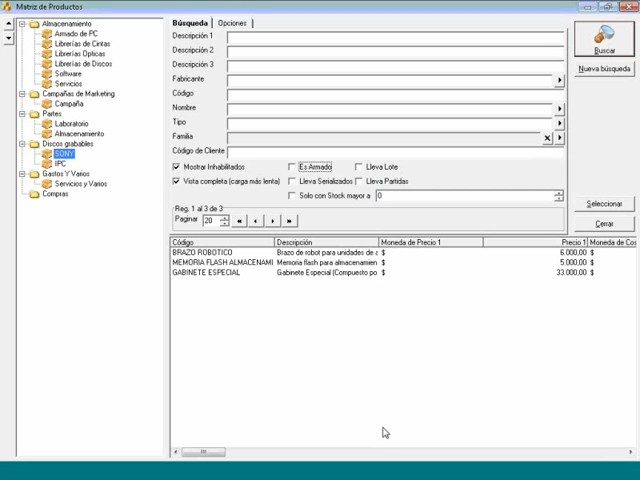 Matriz de Productos
Almacenamiento
Armado de PC
Librerías de Cintas
Librerías Opticas
Librerías de Discos
Software
Servicios
Campañas de Marketing
Campaña
Partes
Laboratorio
Almacenamiento
Discos grabables
SONY
IPC
Gastos Y Varios
Servicios y Varios
Compras
Búsqueda
Opciones
Descripción 1
Descripción 2
Descripción 3
Fabricante
Código
Nombre
Tipo
Familia
Código de Cliente
Mostrar Inhabilitados
Es Armado
Lleva Lote
Vista completa (carga más lenta)
Lleva Serializados
Lleva Partidas
Solo con Stock mayor a
0
Reg. 1 al 3 de 3
Paginar
20
Buscar
Nueva búsqueda
Seleccionar
Cerrar
Código Descripción Moneda de Precio 1 Precio 1 Moneda de Cos
BRAZO ROBOTICO Brazo de robot para unidades de a $ 6.000,00 $
MEMORIA FLASH ALMACENAMI Memoria flash para almacenamien $ 5.000,00 $
GABINETE ESPECIAL Gabinete Especial (Compuesto po $ 33.000,00 $